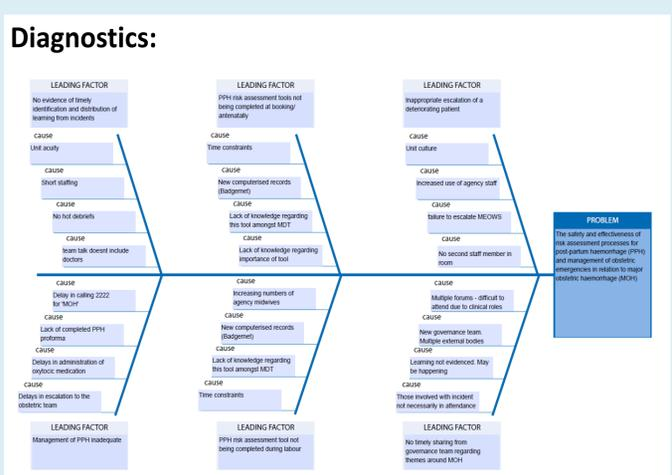 Diagnostics:
LEADING FACTOR
No evidence of timely
identification and distribution of
learning from incidents
cause
Unit acuity
cause
Short staffing
cause
No hot debriefs
cause
team talk doesnt include
doctors
LEADING FACTOR
PPH risk assessment tools not
being completed at booking/
antenatally
cause
Time constraints
cause
New computerised records
(Badgernet)
cause
Lack of knowledge regarding
this tool amongst MDT
cause
Lack of knowledge regarding
importance of tool
LEADING FACTOR
Inappropriate escalation of a
deteriorating patient
cause
Unit culture
cause
Increased use of agency staff
cause
failure to escalate MEOWS
cause
No second staff member in
room
PROBLEM
The safety and effectiveness of
risk assessment processes for
post-partum haemorrhage (PPH)
and management of obstetric
emergencies in relation to major
obstetric haemorrhage (MOH)
cause
Delay in calling 2222
for 'MOH'
cause
Lack of completed PPH
proforma
cause
Delays in administration of
oxytocic medication
cause
Delays in escalation to the
obstetric team
LEADING FACTOR
Management of PPH inadequate
cause
Increasing numbers of
agency midwives
cause
New computerised records
(Badgernet)
cause
Lack of knowledge regarding
this tool amongst MDT
cause
Time constraints
LEADING FACTOR
PPH risk assessment tool not
being completed during labour
cause
Multiple forums - difficult to
attend due to clinical roles
cause
New governance team.
Multiple external bodies
cause
Learning not evidenced. May
be happening
cause
Those involved with incident
not necessarily in attendance
LEADING FACTOR
No timely sharing from
governance team regarding
themes around MOH